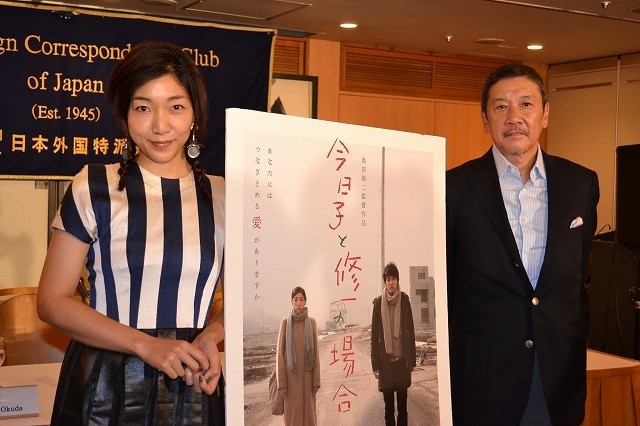 gn Correspondents Club
of Japan
(Est. 1945)
日本外国特派
奥田瑛二監督作品
今日子と修一の場合
あなたには
つなぎとめる愛がありますか
Okuda